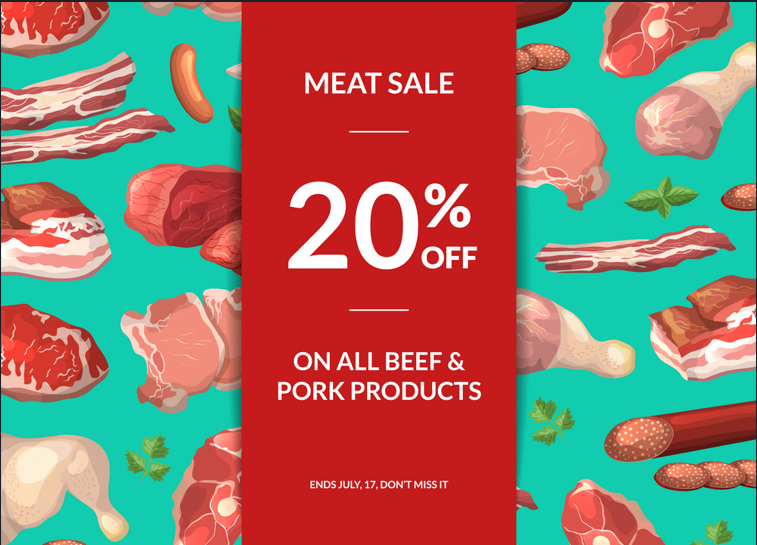 MEAT SALE
20%
OFF
ON ALL BEEF &
PORK PRODUCTS
ENDS JULY, 17, DON'T MISS IT